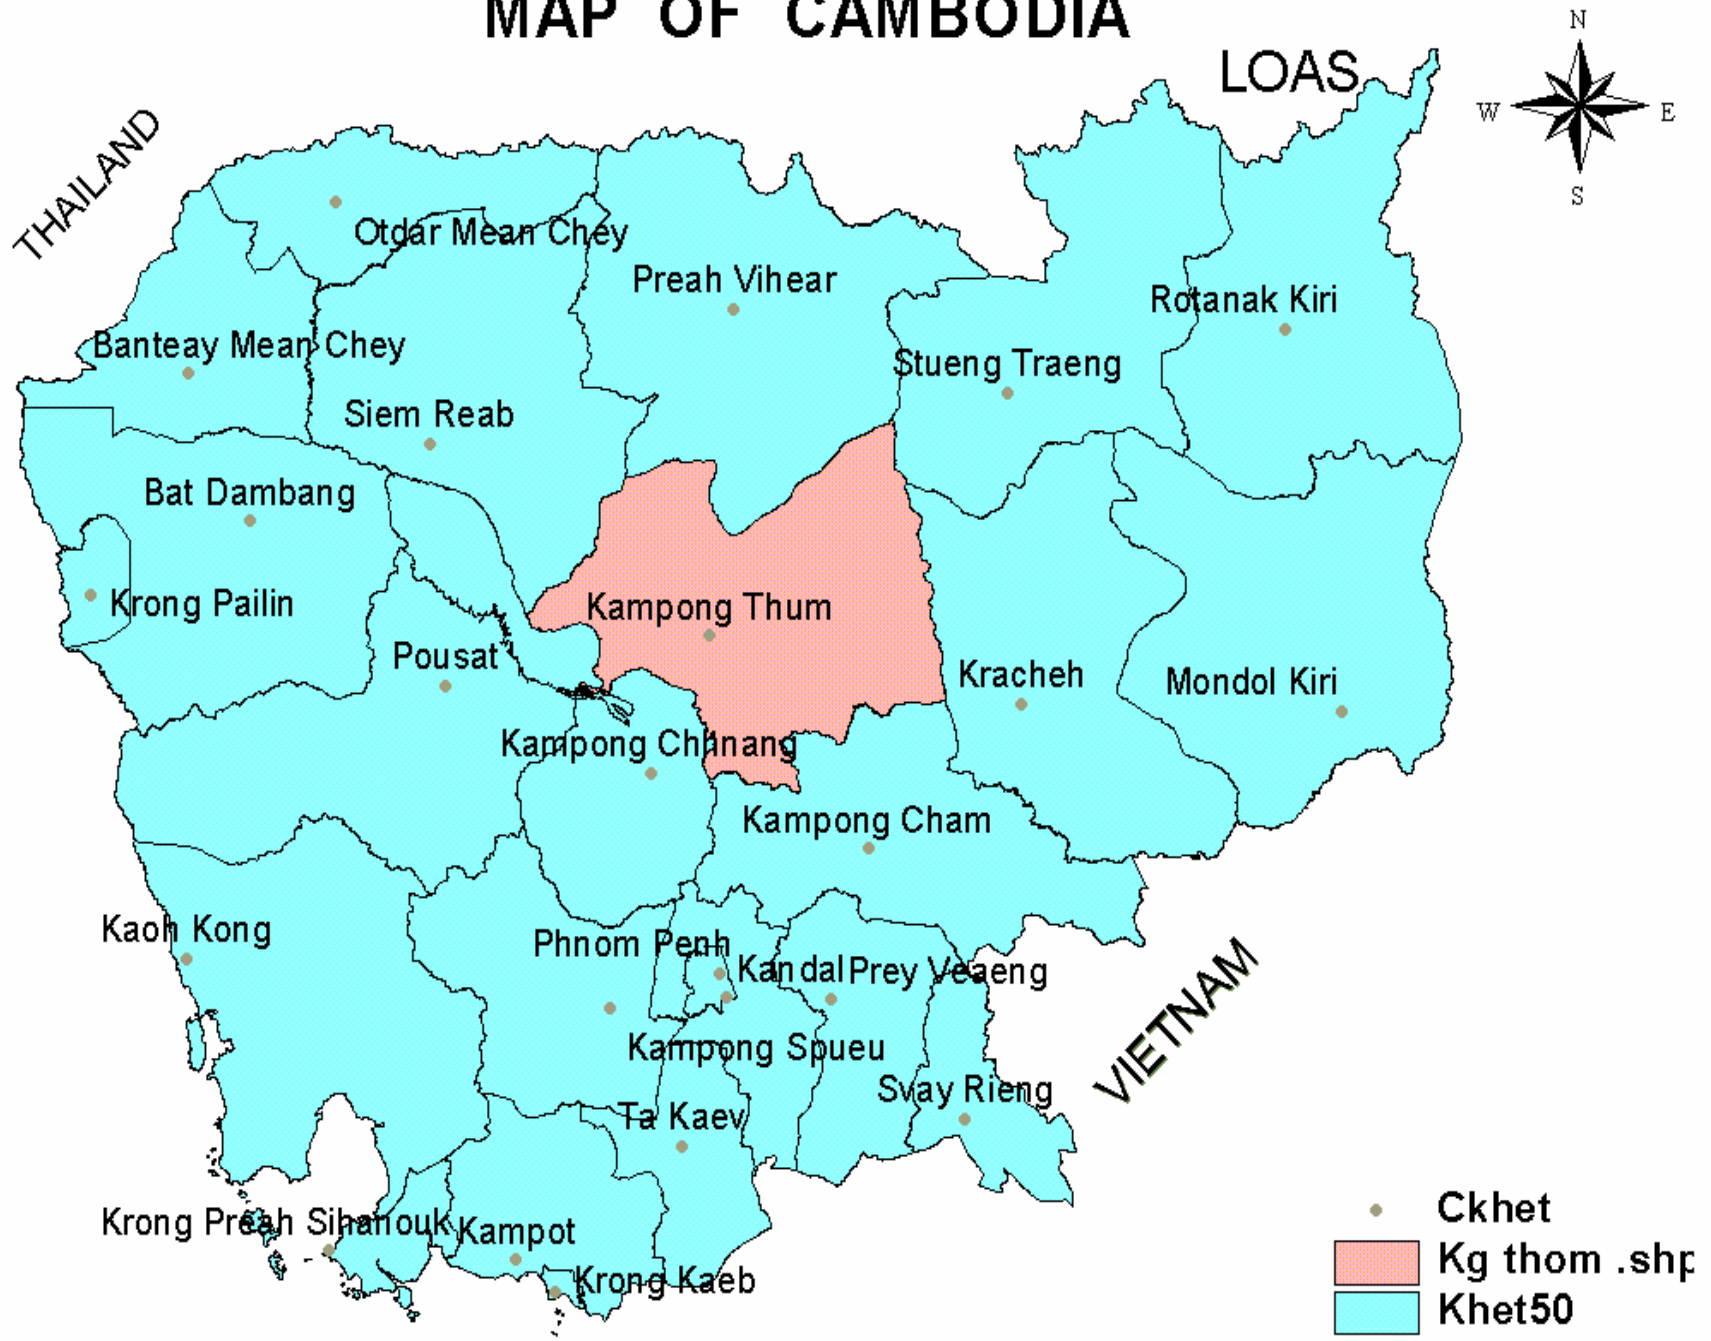 MAP OF CAMBODIA
N
LOAS
W
E
THAILAND
S
Otdar Mean Chey
Preah Vihear
Rotanak Kiri
Banteay Mean Chey
Stueng Traeng
Siem Reab
Bat Dambang
Krong Pailin
Kampong Thum
Pousat
Kracheh
Mondol Kiri
Kampong Chhnang
Kampong Cham
Kaoh Kong
Phnom Penh
Kandal
Prey Veaeng
VIETNAM
Kampong Spueu
Svay Rieng
Ta Kaev
Krong Preah Sihanouk
Kampot
Krong Kaeb
Ckhet
Kg thom .shp
Khet50